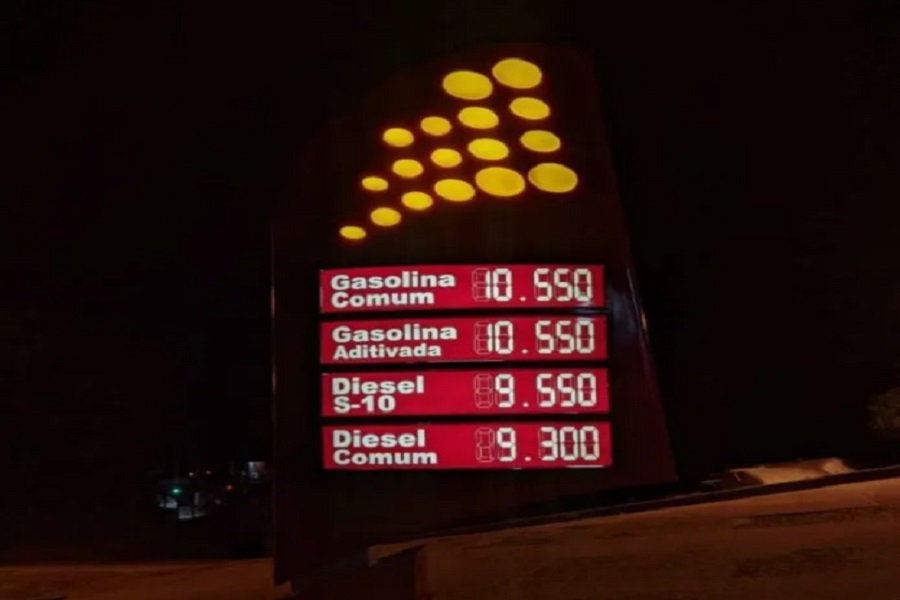 Gasolina 10.550
Comum
Gasolina 10.550
Aditivada
Diesel 9.550
S-10
Diesel 9.300
Comum